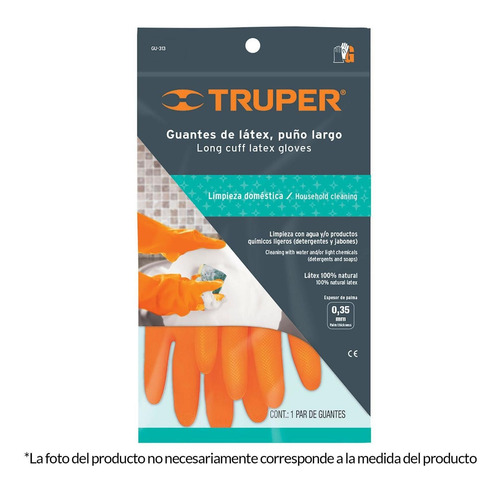 GU-313
G
TRUPER®
Guantes de látex, puño largo
Long cuff latex gloves
Limpieza doméstica / Household cleaning
Limpieza con agua y/o productos
químicos ligeros (detergentes y jabones)
Cleaning with water and/or light chemicals
(detergents and soaps)
Látex 100% natural
100% natural latex
Espesor de palma
0,35
mm
Palm thickness
CE
CONT.: 1 PAR DE GUANTES
*La foto del producto no necesariamente corresponde a la medida del producto